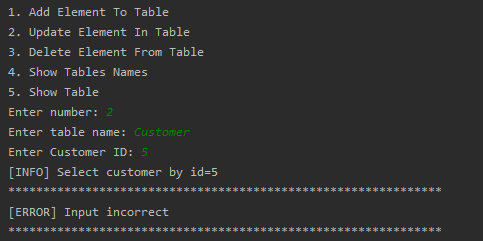 1. Add Element To Table
2. Update Element In Table
3. Delete Element From Table
4. Show Tables Names
5. Show Table
Enter number: 2
Enter table name: Customer
Enter Customer ID: 5
[INFO] Select customer by id=5
**************************************************************
[ERROR] Input incorrect
**************************************************************